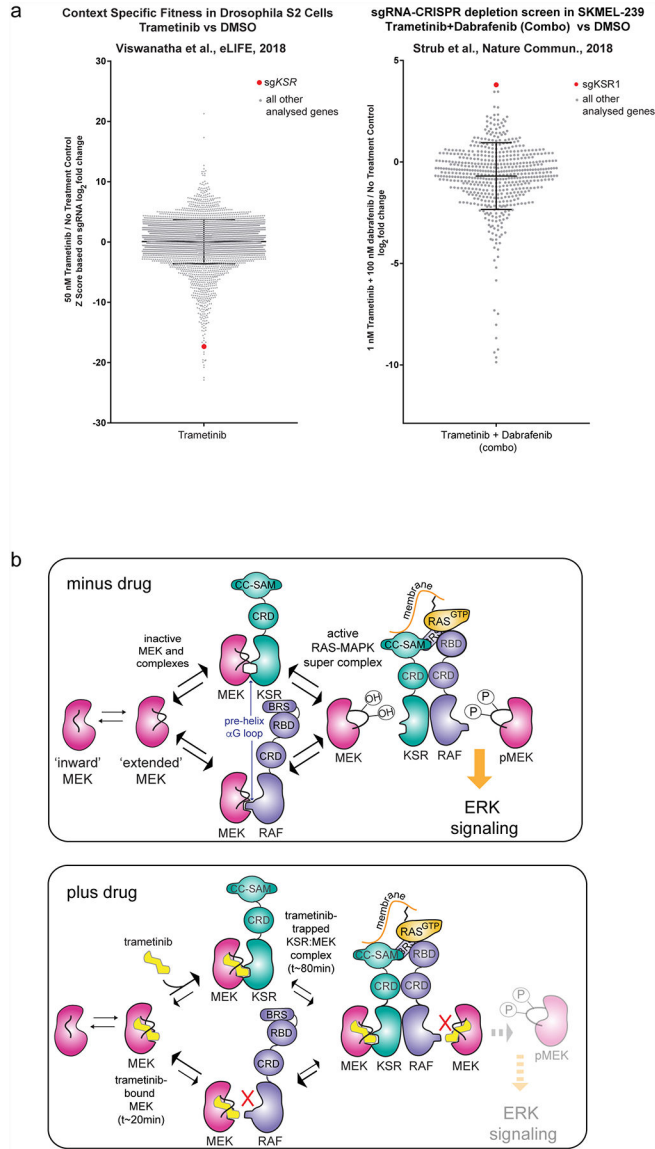 a
Context Specific Fitness in Drosophila S2 Cells
Trametinib vs DMSO
Viswanatha et al., eLIFE, 2018
50 nM Trametinib / No Treatment Control
Z Score based on sgRNA log2fold change
30
20
10
0
-10
-20
-30
sgKSR
all other
analysed genes
Trametinib
sgRNA-CRISPR depletion screen in SKMEL-239
Trametinib+Dabrafenib (Combo) vs DMSO
Strub et al., Nature Commun., 2018
1 nM Trametinib + 100 nM dabrafenib / No Treatment Control
log2fold change
0
-5
-10
sgKSR1
all other
analysed genes
Trametinib + Dabrafenib
(combo)
b
minus drug
CC-SAM
CRD
inactive
MEK and
complexes
MEK
KSR
active
RAS-MAPK
super complex
'inward'
MEK
'extended'
MEK
pre-helix
αG loop
BRS
RBD
CRD
MEK
RAF
membrane
RAS GTP
CC-SAM
BRS
RBD
CRD
CRD
OH
OH
MEK
KSR
RAF
P
P
pMEK
ERK
signaling
plus drug
CC-SAM
CRD
trametinib
MEK
KSR
trametinib-
trapped
KSR:MEK
complex
(t~80min)
MEK
trametinib-
bound
MEK
(t~20min)
BRS
RBD
CRD
X
MEK
RAF
membrane
RAS GTP
CC-SAM
BRS
RBD
CRD
CRD
X
MEK
KSR
RAF
MEK
P
P
pMEK
ERK
signaling